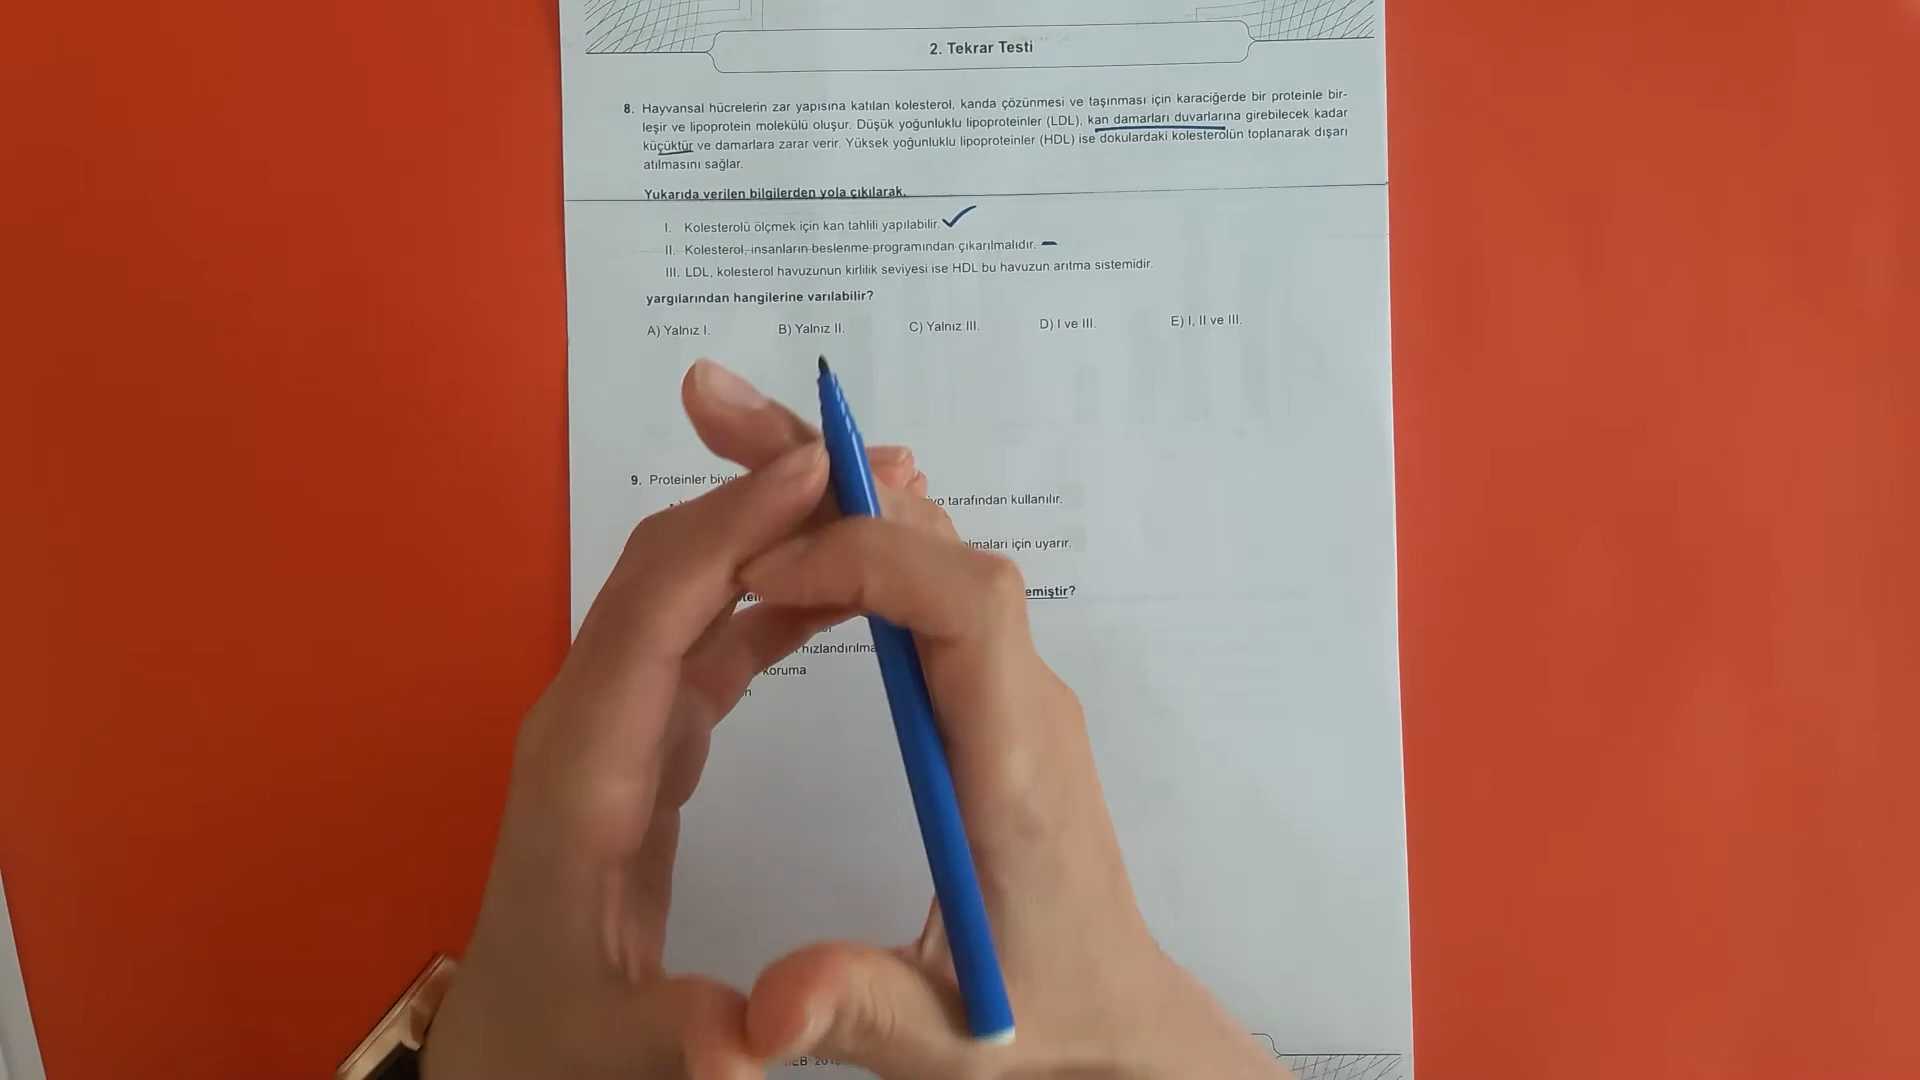 2. Tekrar Testi
8. Hayvansal hücrelerin zar yapısına katılan kolesterol, kanda çözünmesi ve taşınması için karaciğerde bir proteinle bir-
leşir ve lipoprotein molekülü oluşur. Düşük yoğunluklu lipoproteinler (LDL), kan damarları duvarlarına girebilecek kadar
küçüktür ve damarlara zarar verir. Yüksek yoğunluklu lipoproteinler (HDL) ise dokulardaki kolesterolün toplanarak dışarı
atılmasını sağlar.
Yukarıda verilen bilgilerden yola çıkılarak,
I. Kolesterolü ölçmek için kan tahlili yapılabilir.
II. Kolesterol, insanların beslenme programından çıkarılmalıdır.
III. LDL, kolesterol havuzunun kirlilik seviyesi ise HDL bu havuzun arıtma sistemidir.
yargılarından hangilerine varılabilir?
A) Yalnız I. B) Yalnız II. C) Yalnız III. D) I ve III. E) I, II ve III.
9. Proteinler
tarafından kullanılır.
için uyarır.
emiştir?
hızlandırılma
koruma